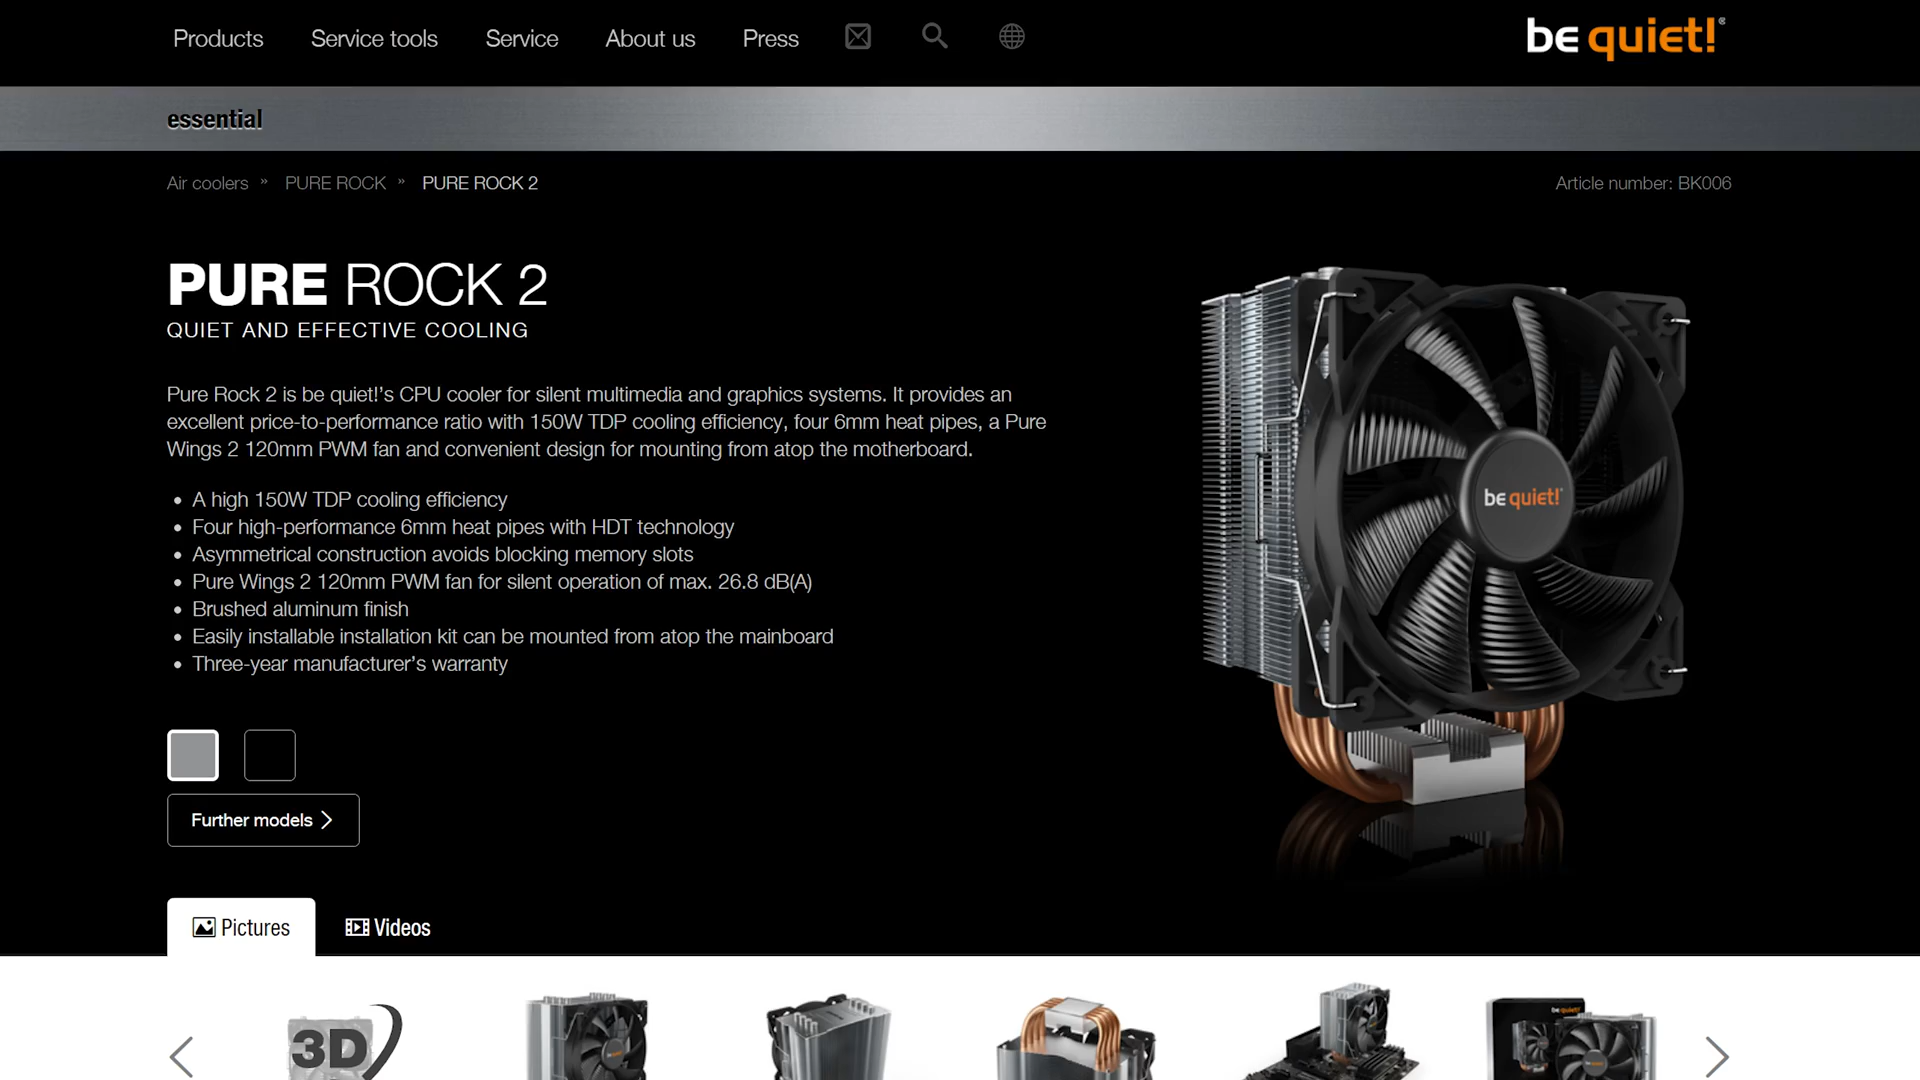 Products Service tools Service About us Press
be quiet!®
essential
Air coolers » PURE ROCK » PURE ROCK 2
Article number: BK006
PURE ROCK 2
QUIET AND EFFECTIVE COOLING
Pure Rock 2 is be quiet!’s CPU cooler for silent multimedia and graphics systems. It provides an
excellent price-to-performance ratio with 150W TDP cooling efficiency, four 6mm heat pipes, a Pure
Wings 2 120mm PWM fan and convenient design for mounting from atop the motherboard.
• A high 150W TDP cooling efficiency
• Four high-performance 6mm heat pipes with HDT technology
• Asymmetrical construction avoids blocking memory slots
• Pure Wings 2 120mm PWM fan for silent operation of max. 26.8 dB(A)
• Brushed aluminum finish
• Easily installable installation kit can be mounted from atop the mainboard
• Three-year manufacturer’s warranty
be quiet!
Further models
Pictures Videos
3D
be quiet!